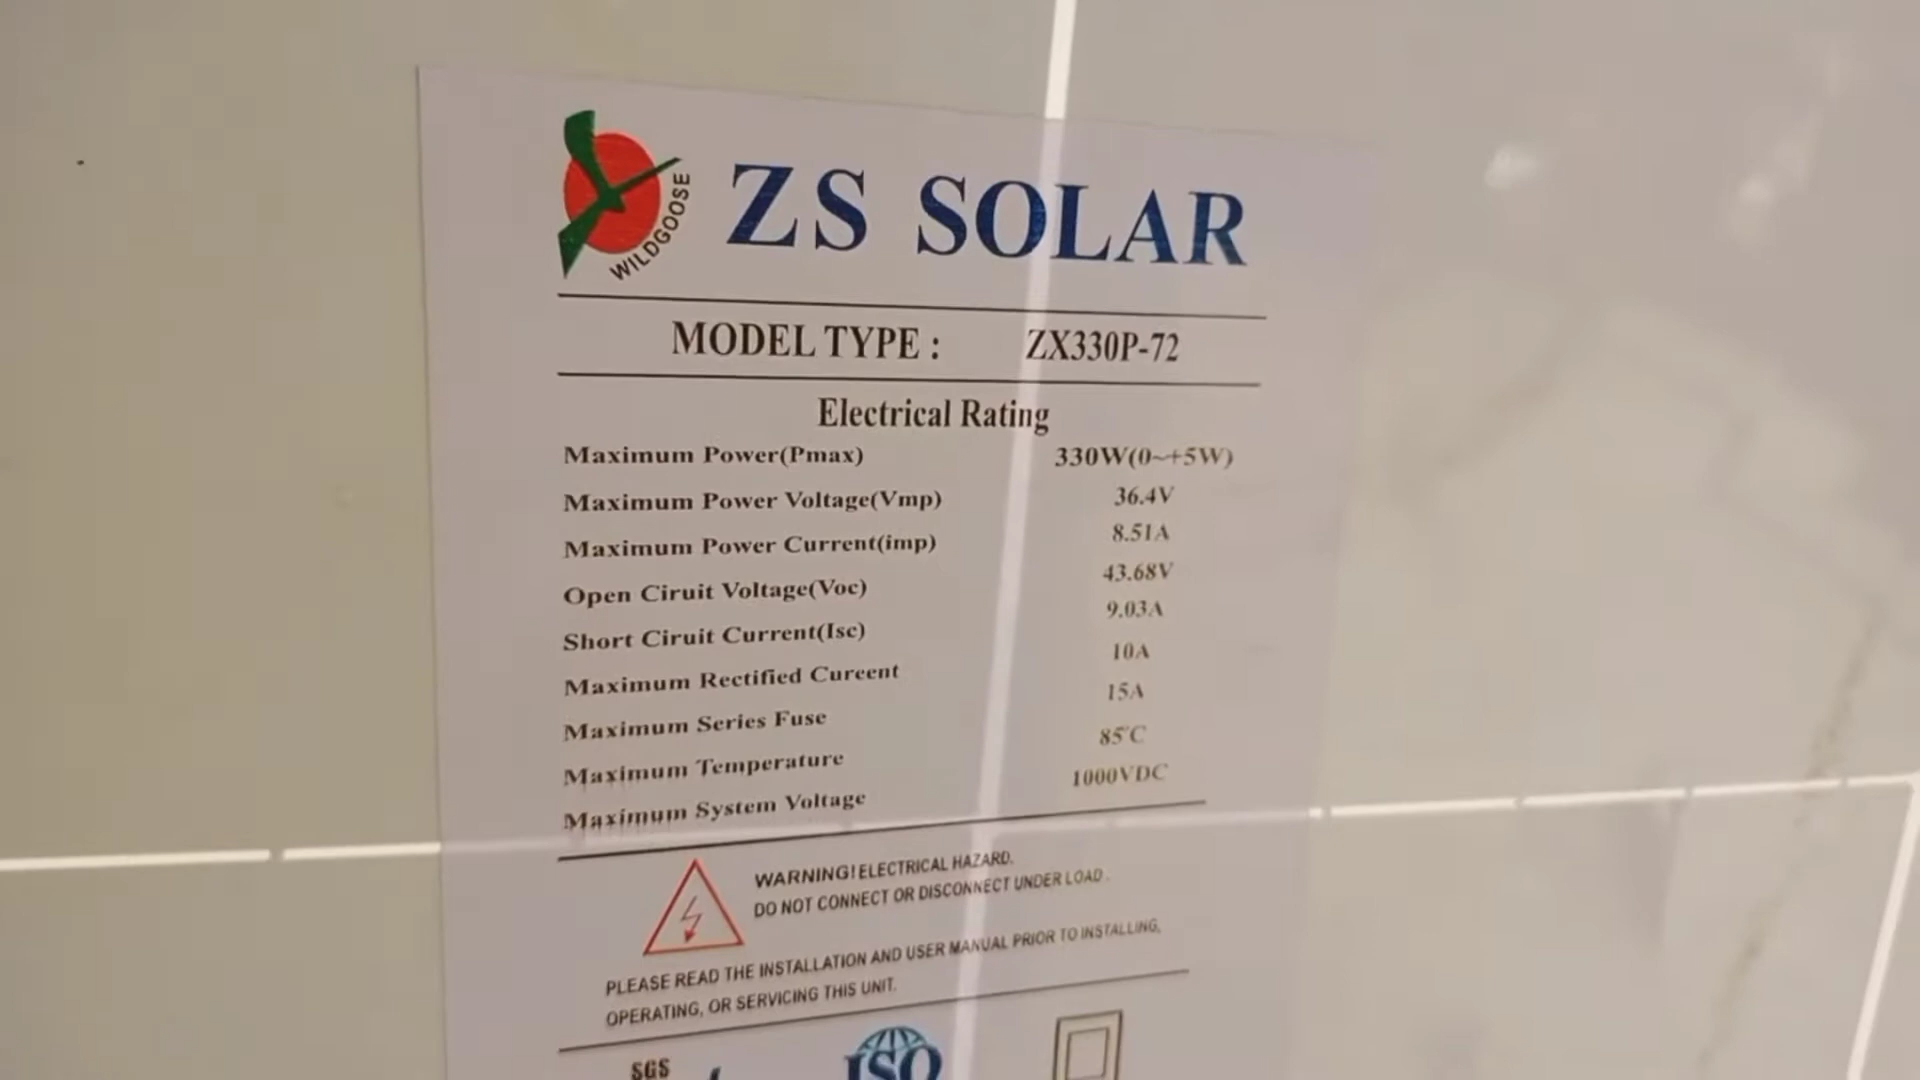 WILDGOOSE
ZS SOLAR
MODEL TYPE : ZX330P-72
Electrical Rating
Maximum Power(Pmax) 330W(0~+5W)
Maximum Power Voltage(Vmp) 36.4V
Maximum Power Current(imp) 8.51A
Open Ciruit Voltage(Voc) 43.68V
Short Ciruit Current(Isc) 9.03A
Maximum Rectified Cureent 10A
Maximum Series Fuse 15A
Maximum Temperature 85°C
Maximum System Voltage 1000VDC
WARNING! ELECTRICAL HAZARD.
DO NOT CONNECT OR DISCONNECT UNDER LOAD .
PLEASE READ THE INSTALLATION AND USER MANUAL PRIOR TO INSTALLING,
OPERATING, OR SERVICING THIS UNIT.
SGS ISO